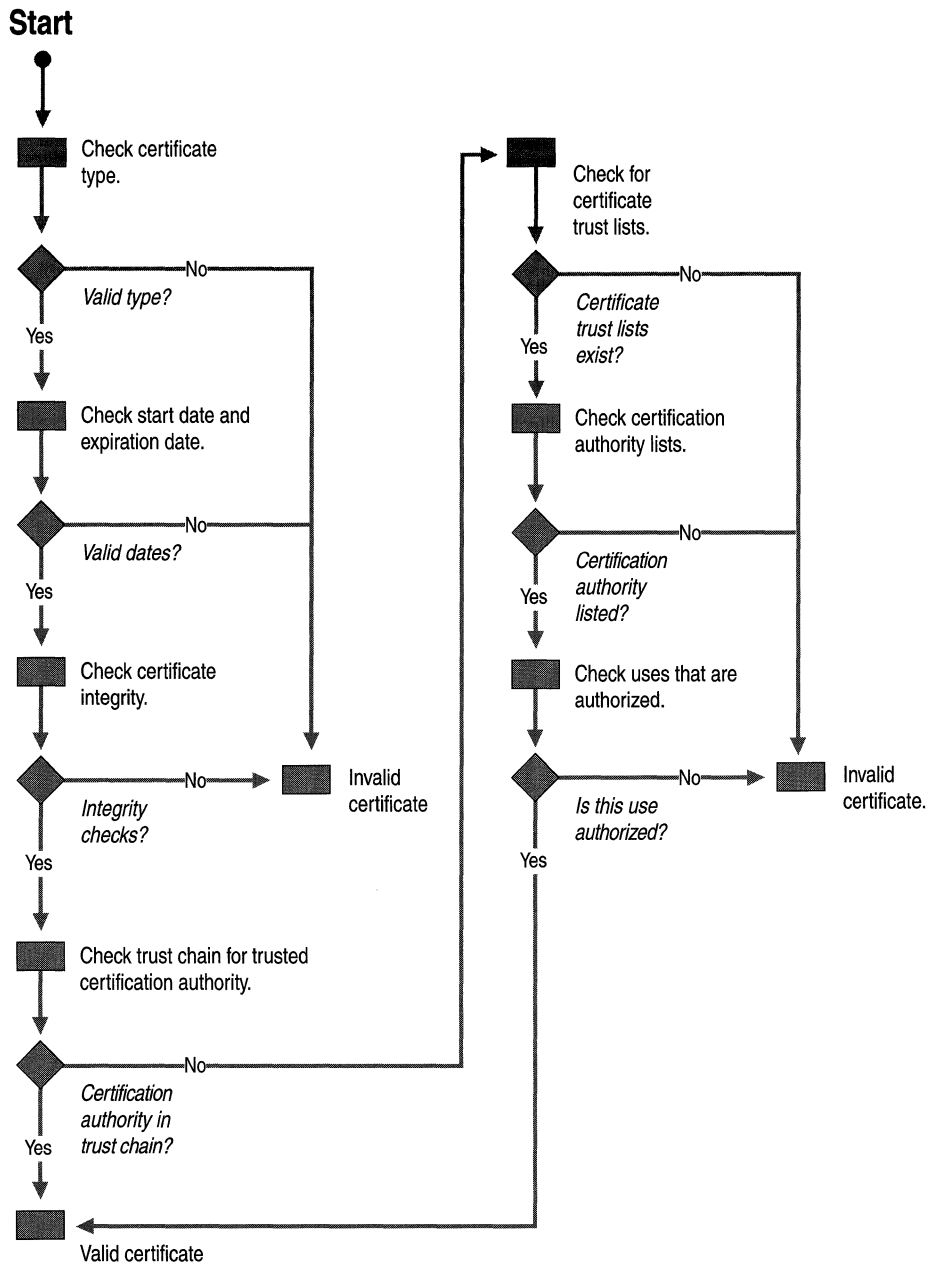 Start
Check certificate
type.
No
Valid type?
Yes
Check start date and
expiration date.
No
Valid dates?
Yes
Check certificate
integrity.
No
Invalid
certificate
Integrity
checks?
Yes
Check trust chain for trusted
certification authority.
No
Certification
authority in
trust chain?
Yes
Valid certificate
Check for
certificate
trust lists.
No
Certificate
trust lists
exist?
Yes
Check certification
authority lists.
No
Certification
authority
listed?
Yes
Check uses that are
authorized.
No
Invalid
certificate.
Is this use
authorized?
Yes